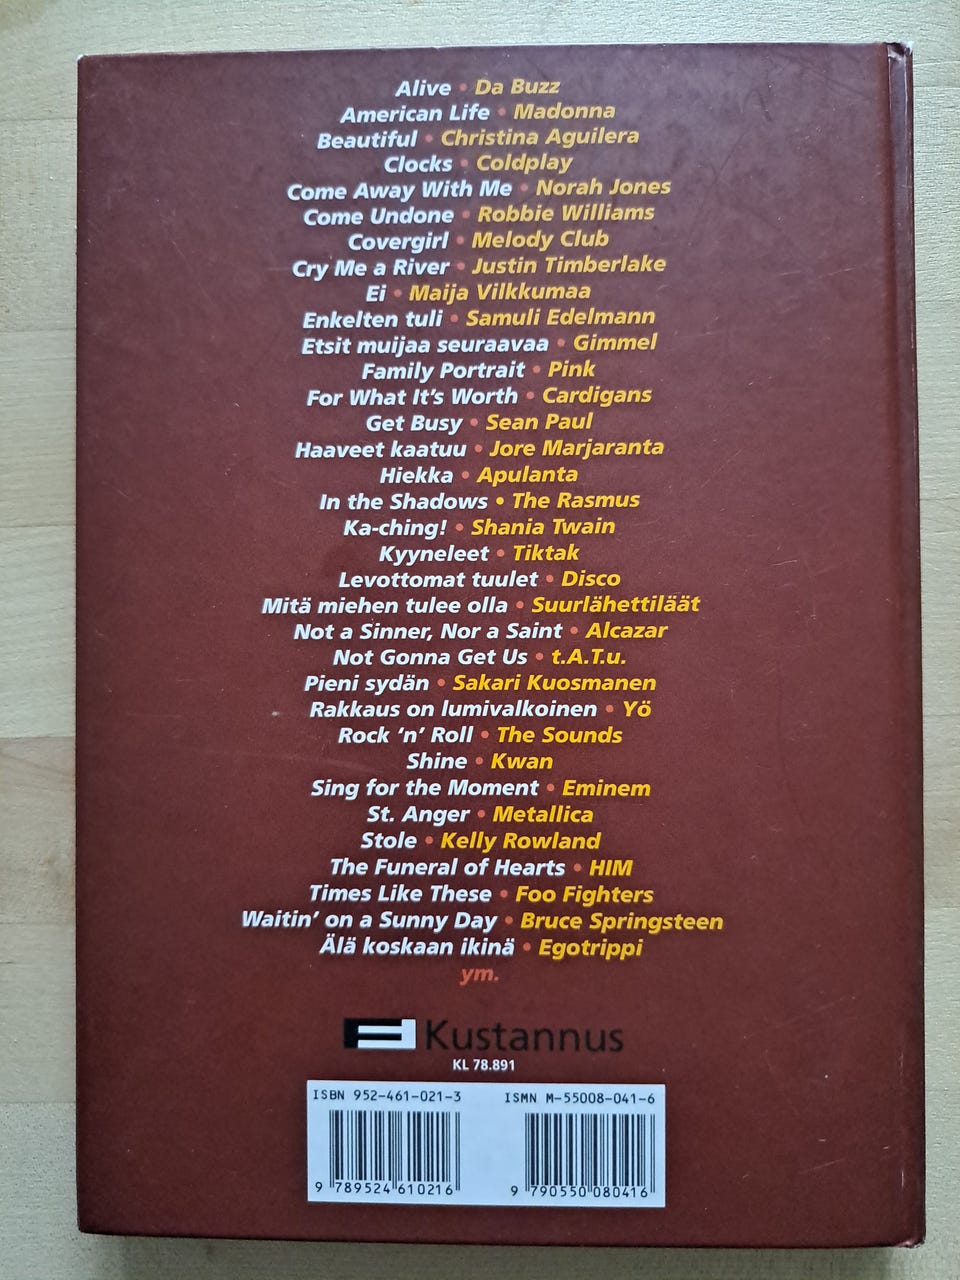 Alive • Da Buzz
American Life • Madonna
Beautiful • Christina Aguilera
Clocks • Coldplay
Come Away With Me • Norah Jones
Come Undone • Robbie Williams
Covergirl • Melody Club
Cry Me a River • Justin Timberlake
Ei • Maija Vilkkumaa
Enkelten tuli • Samuli Edelmann
Etsit muijaa seuraavaa • Gimmel
Family Portrait • Pink
For What It's Worth • Cardigans
Get Busy • Sean Paul
Haaveet kaatuu • Jore Marjaranta
Hiekka • Apulanta
In the Shadows • The Rasmus
Ka-ching! • Shania Twain
Kyyneleet • Tiktak
Levottomat tuulet • Disco
Mitä miehen tulee olla • Suurlähettiläät
Not a Sinner, Nor a Saint • Alcazar
Not Gonna Get Us • t.A.T.u.
Pieni sydän • Sakari Kuosmanen
Rakkaus on lumivalkoinen • Yö
Rock ‘n’ Roll • The Sounds
Shine • Kwan
Sing for the Moment • Eminem
St. Anger • Metallica
Stole • Kelly Rowland
The Funeral of Hearts • HIM
Times Like These • Foo Fighters
Waitin’ on a Sunny Day • Bruce Springsteen
Älä koskaan ikinä • Egotrippi
ym.
Kustannus
KL 78.891
ISBN 952-461-021-3 ISMN M-55008-041-6
9 789524 610216 9 790550 080416